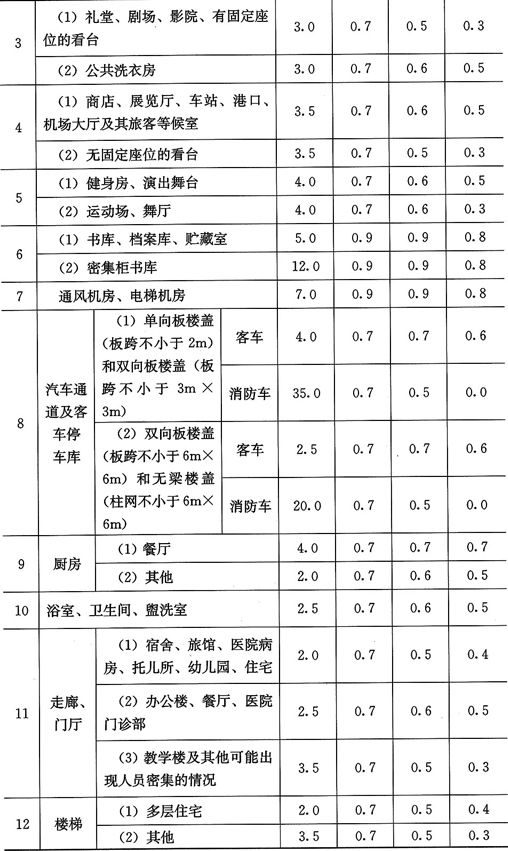 3
(1) 礼堂、剧场、影院、有固定座
位的看台
3.0 0.7 0.5 0.3
(2) 公共洗衣房
3.0 0.7 0.6 0.5
4
(1) 商店、展览厅、车站、港口、
机场大厅及其旅客等候室
3.5 0.7 0.6 0.5
(2) 无固定座位的看台
3.5 0.7 0.5 0.3
5
(1) 健身房、演出舞台
4.0 0.7 0.6 0.5
(2) 运动场、舞厅
4.0 0.7 0.6 0.3
6
(1) 书库、档案库、贮藏室
5.0 0.9 0.9 0.8
(2) 密集柜书库
12.0 0.9 0.9 0.8
7 通风机房、电梯机房 7.0 0.9 0.9 0.8
8
汽车通
道及客
车停
车库
(1) 单向板楼盖
(板跨不小于 2m)
和双向板楼盖（板
跨不小于 3m×
3m)
客车 4.0 0.7 0.7 0.6
消防车 35.0 0.7 0.5 0.0
(2) 双向板楼盖
(板跨不小于6m×
6m) 和无梁楼盖
(柱网不小于6m×
6m)
客车 2.5 0.7 0.7 0.6
消防车 20.0 0.7 0.5 0.0
9 厨房
(1) 餐厅 4.0 0.7 0.7 0.7
(2) 其他 2.0 0.7 0.6 0.5
10 浴室、卫生间、盥洗室 2.5 0.7 0.6 0.5
11
走廊、
门厅
(1) 宿舍、旅馆、医院病
房、托儿所、幼儿园、住宅
2.0 0.7 0.5 0.4
(2) 办公楼、餐厅、医院
门诊部
2.5 0.7 0.6 0.5
(3) 教学楼及其他可能出
现人员密集的情况
3.5 0.7 0.5 0.3
12 楼梯
(1) 多层住宅 2.0 0.7 0.5 0.4
(2) 其他 3.5 0.7 0.5 0.3